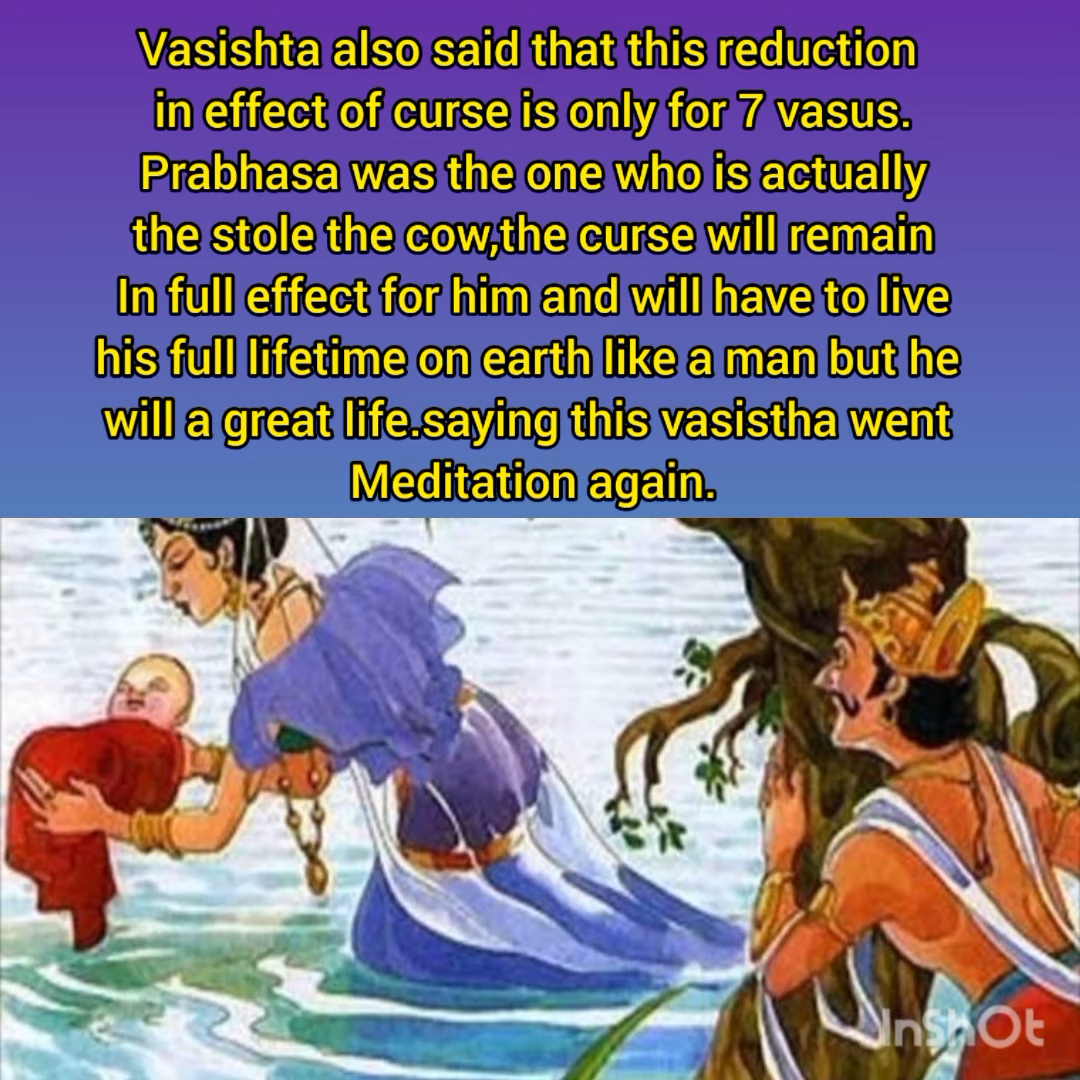 Vasishta also said that this reduction
in effect of curse is only for 7 vasus.
Prabhasa was the one who is actually
the stole the cow,the curse will remain
In full effect for him and will have to live
his full lifetime on earth like a man but he
will a great life.saying this vasistha went
Meditation again.
InShOt